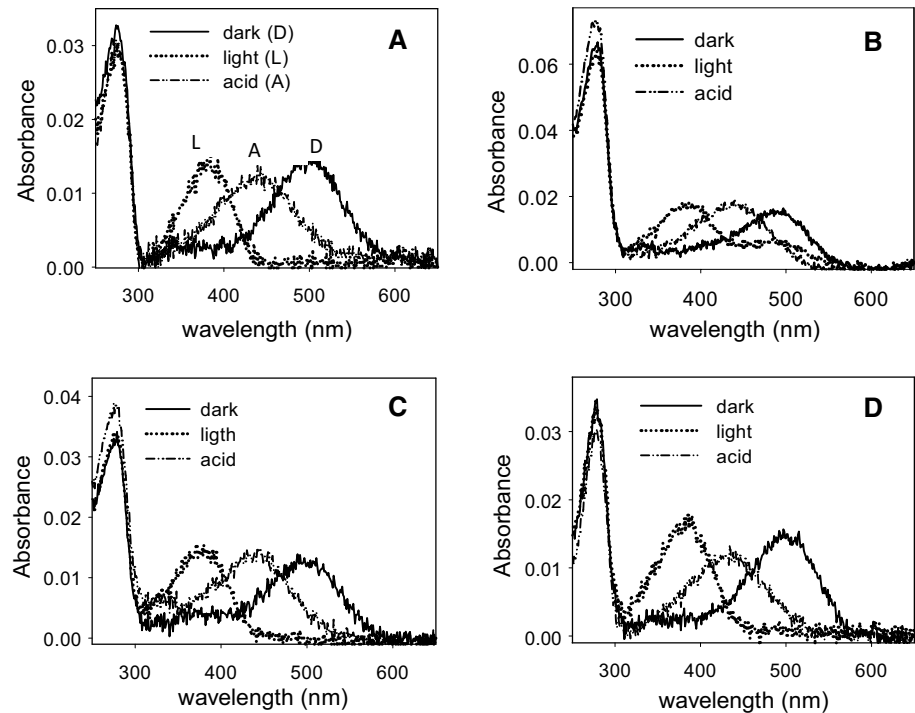 A
dark (D)
light (L)
acid (A)
L
A
D
0.03
0.02
0.01
0.00
Absorbance
300
400
500
600
wavelength (nm)
B
dark
light
acid
0.06
0.04
0.02
0.00
Absorbance
300
400
500
600
wavelength (nm)
C
dark
ligth
acid
0.04
0.03
0.02
0.01
0.00
Absorbance
300
400
500
600
wavelength (nm)
D
dark
light
acid
0.03
0.02
0.01
0.00
Absorbance
300
400
500
600
wavelength (nm)